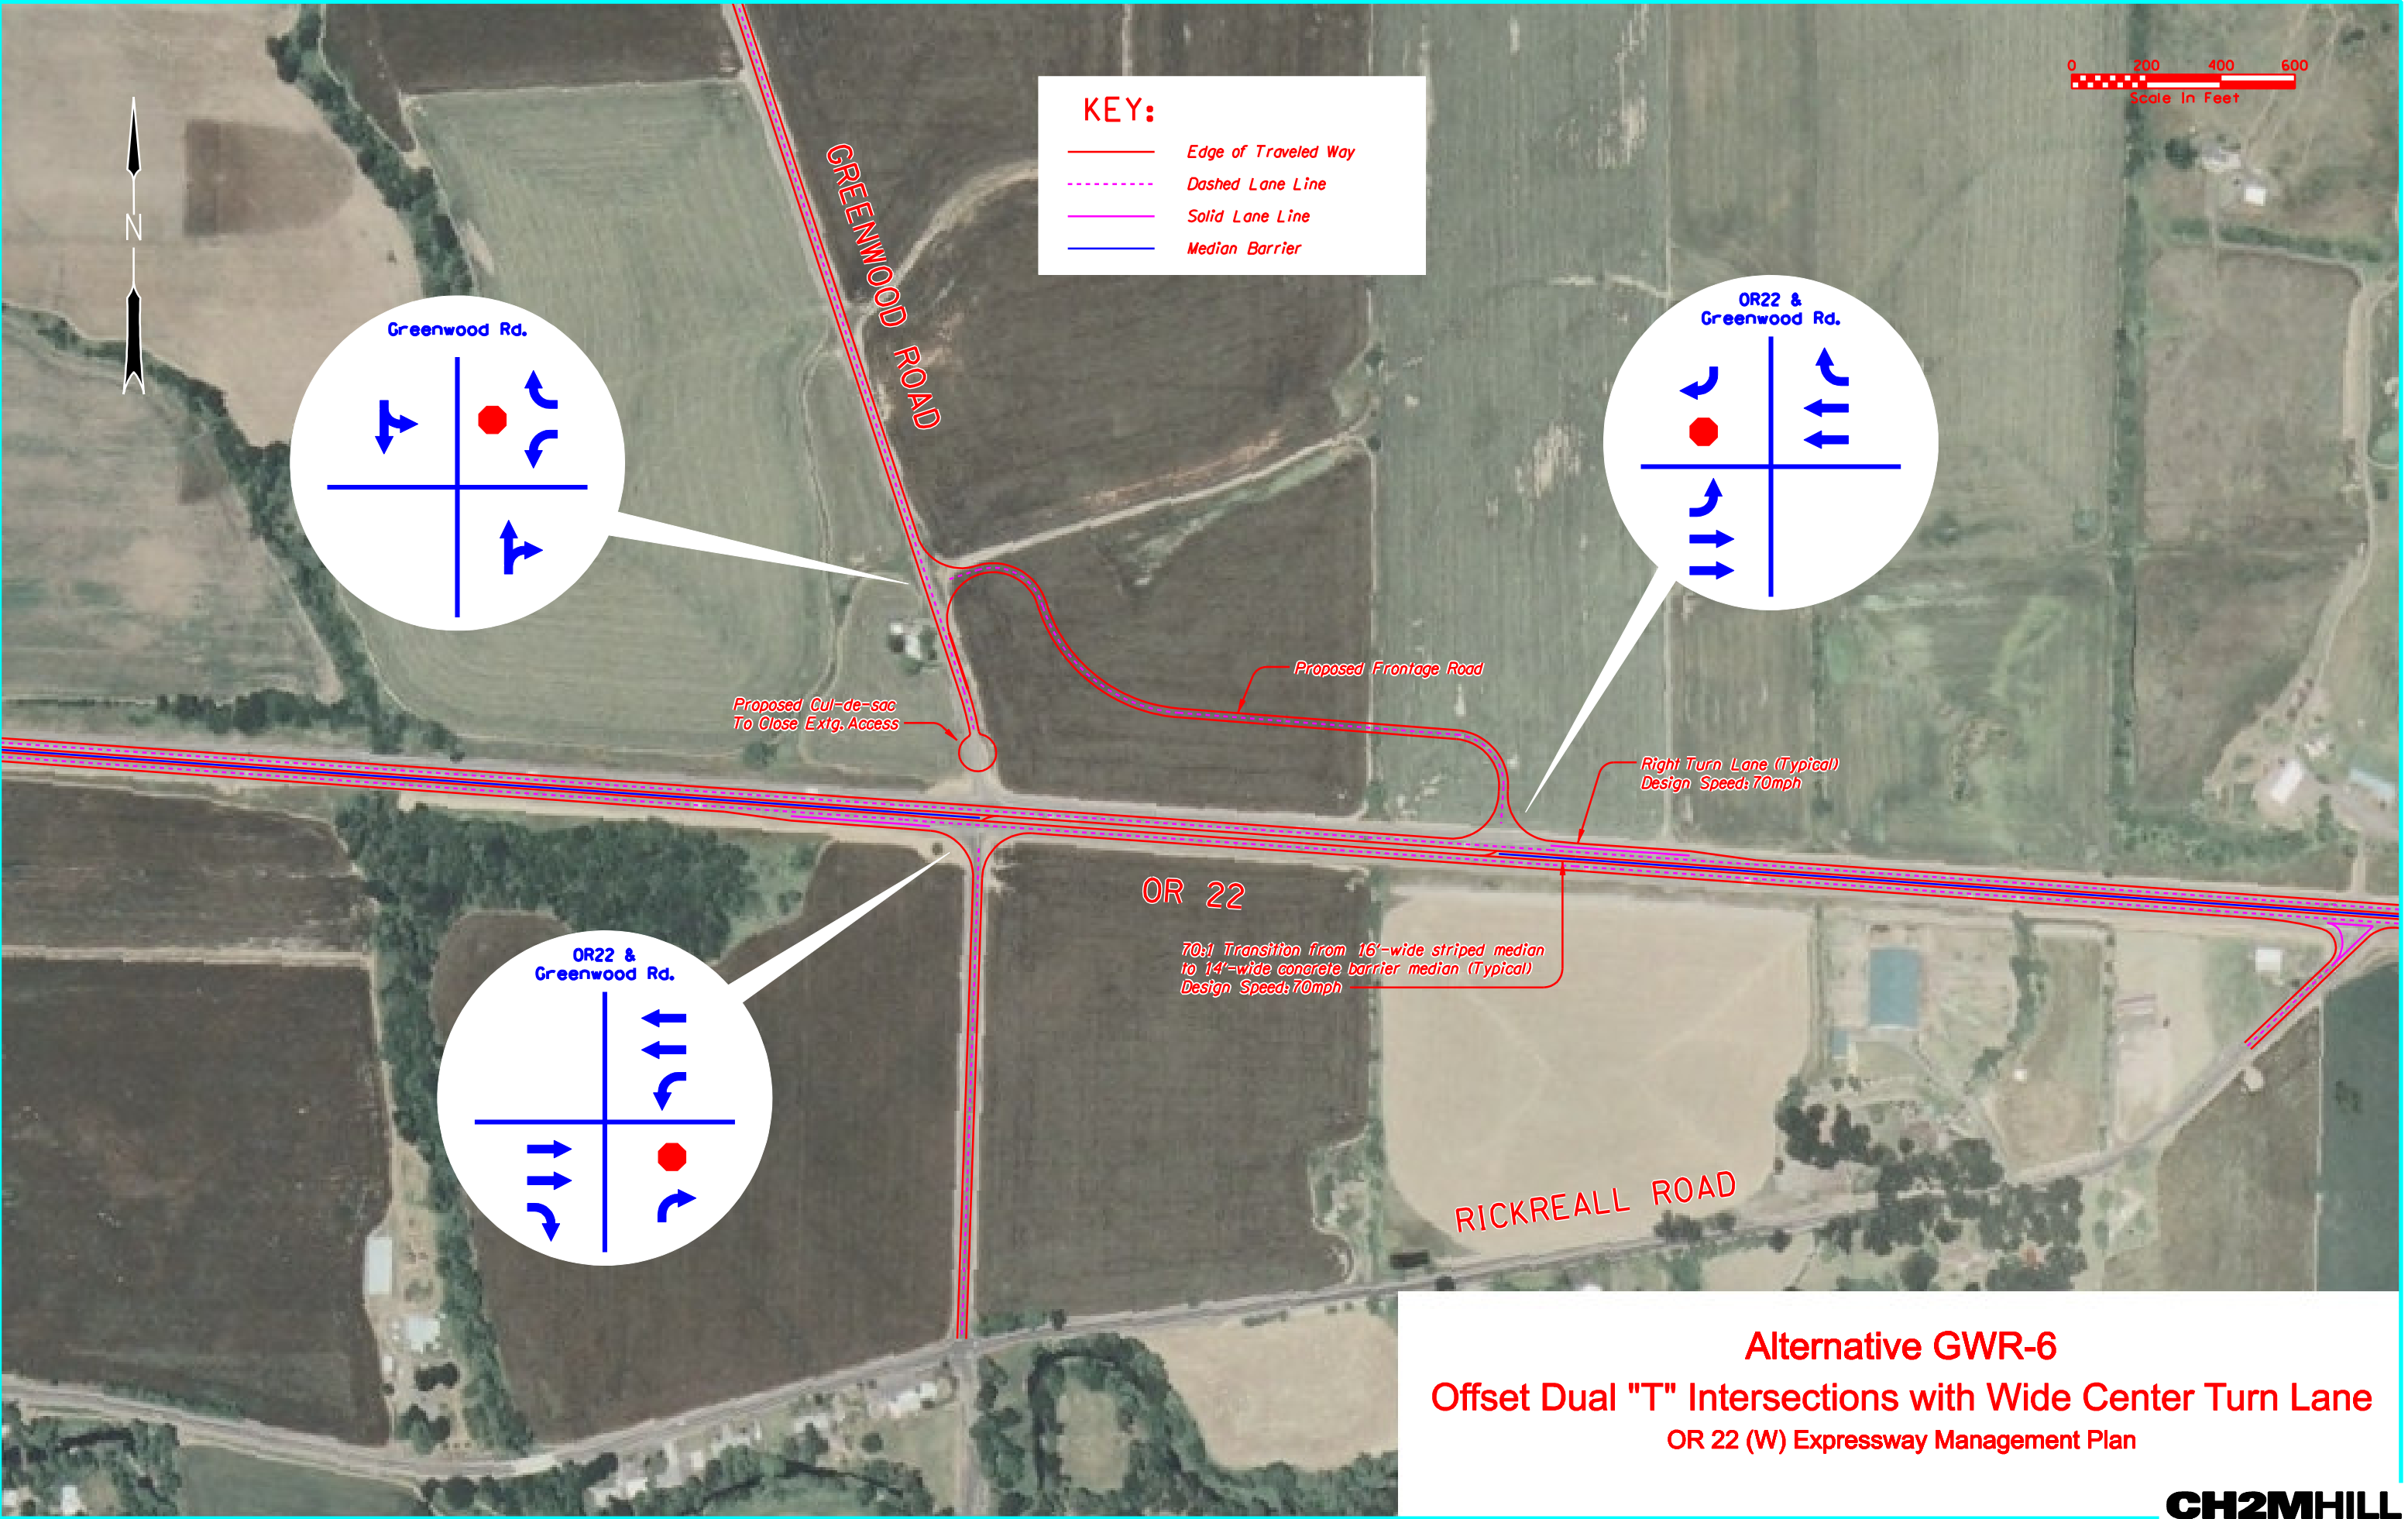 0 200 400 600
Scale In Feet
KEY:
Edge of Traveled Way
Dashed Lane Line
Solid Lane Line
Median Barrier
N
GREENWOOD ROAD
Greenwood Rd.
OR22 &
Greenwood Rd.
Proposed Frontage Road
Proposed Cul-de-sac
To Close Extg. Access
Right Turn Lane (Typical)
Design Speed: 70mph
OR 22
70:1 Transition from 16'-wide striped median
to 14'-wide concrete barrier median (Typical)
Design Speed: 70mph
OR22 &
Greenwood Rd.
RICKREALL ROAD
Alternative GWR-6
Offset Dual "T" Intersections with Wide Center Turn Lane
OR 22 (W) Expressway Management Plan
CH2MHILL